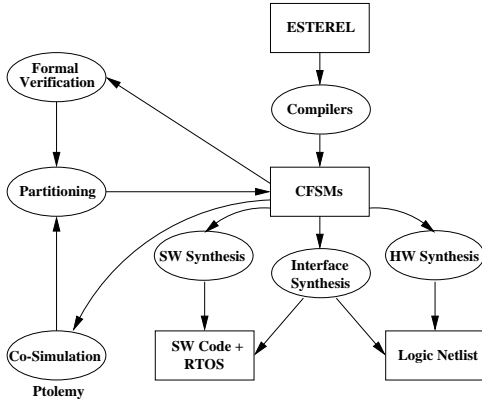 ESTEREL
Formal
Verification
Compilers
Partitioning
CFSMs
SW Synthesis
Interface
Synthesis
HW Synthesis
Co-Simulation
Ptolemy
SW Code +
RTOS
Logic Netlist